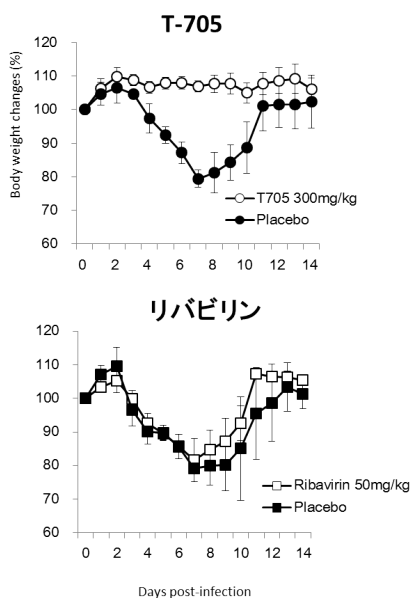 T-705
Body weight changes (%)
120
110
100
90
80
70
60
T705 300mg/kg
Placebo
0 2 4 6 8 10 12 14
リバビリン
120
110
100
90
80
70
60
Ribavirin 50mg/kg
Placebo
0 2 4 6 8 10 12 14
Days post-infection